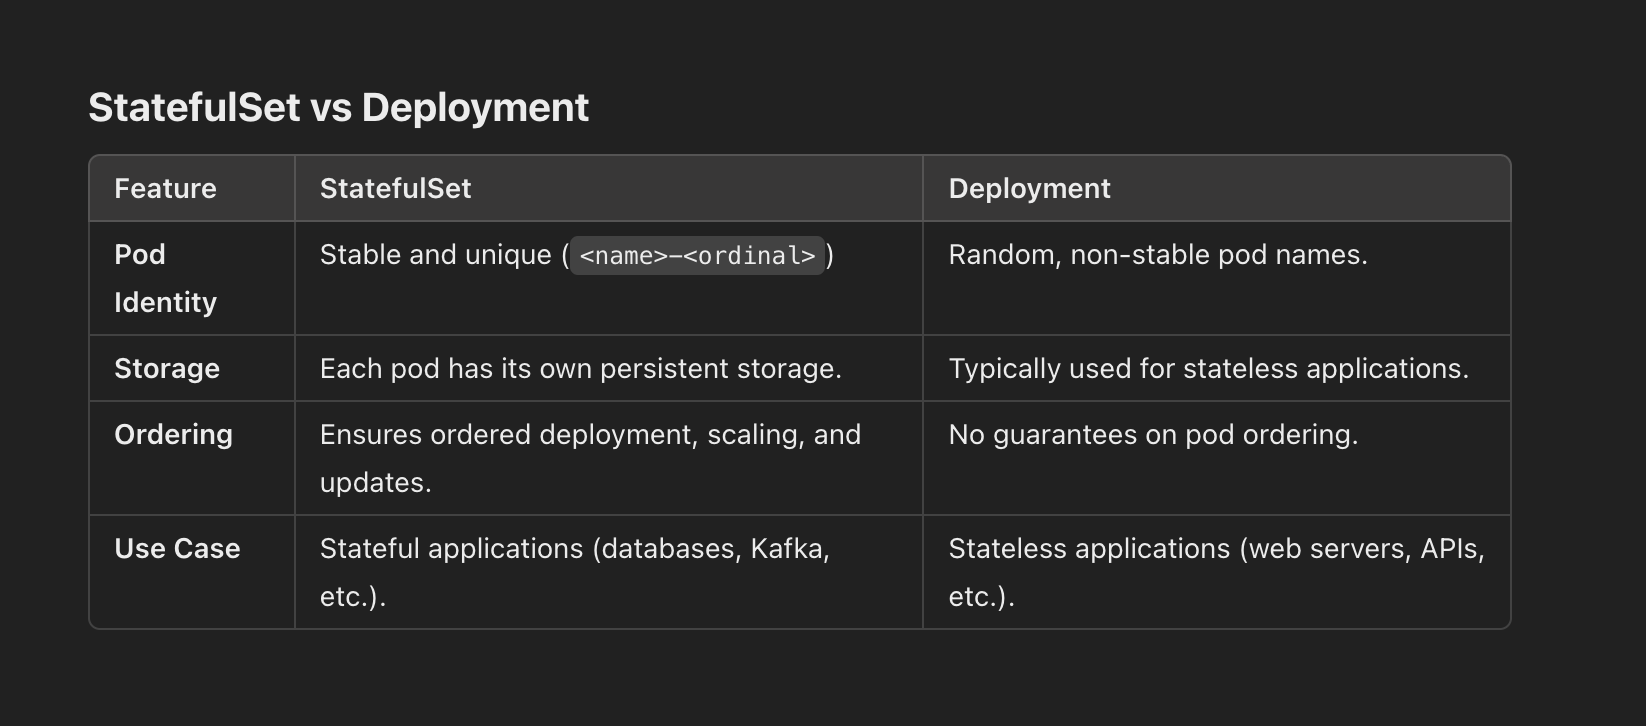 StatefulSet vs Deployment
Feature StatefulSet Deployment
Pod Identity Stable and unique (<name>-<ordinal>) Random, non-stable pod names.
Storage Each pod has its own persistent storage. Typically used for stateless applications.
Ordering Ensures ordered deployment, scaling, and updates. No guarantees on pod ordering.
Use Case Stateful applications (databases, Kafka, etc.). Stateless applications (web servers, APIs, etc.).